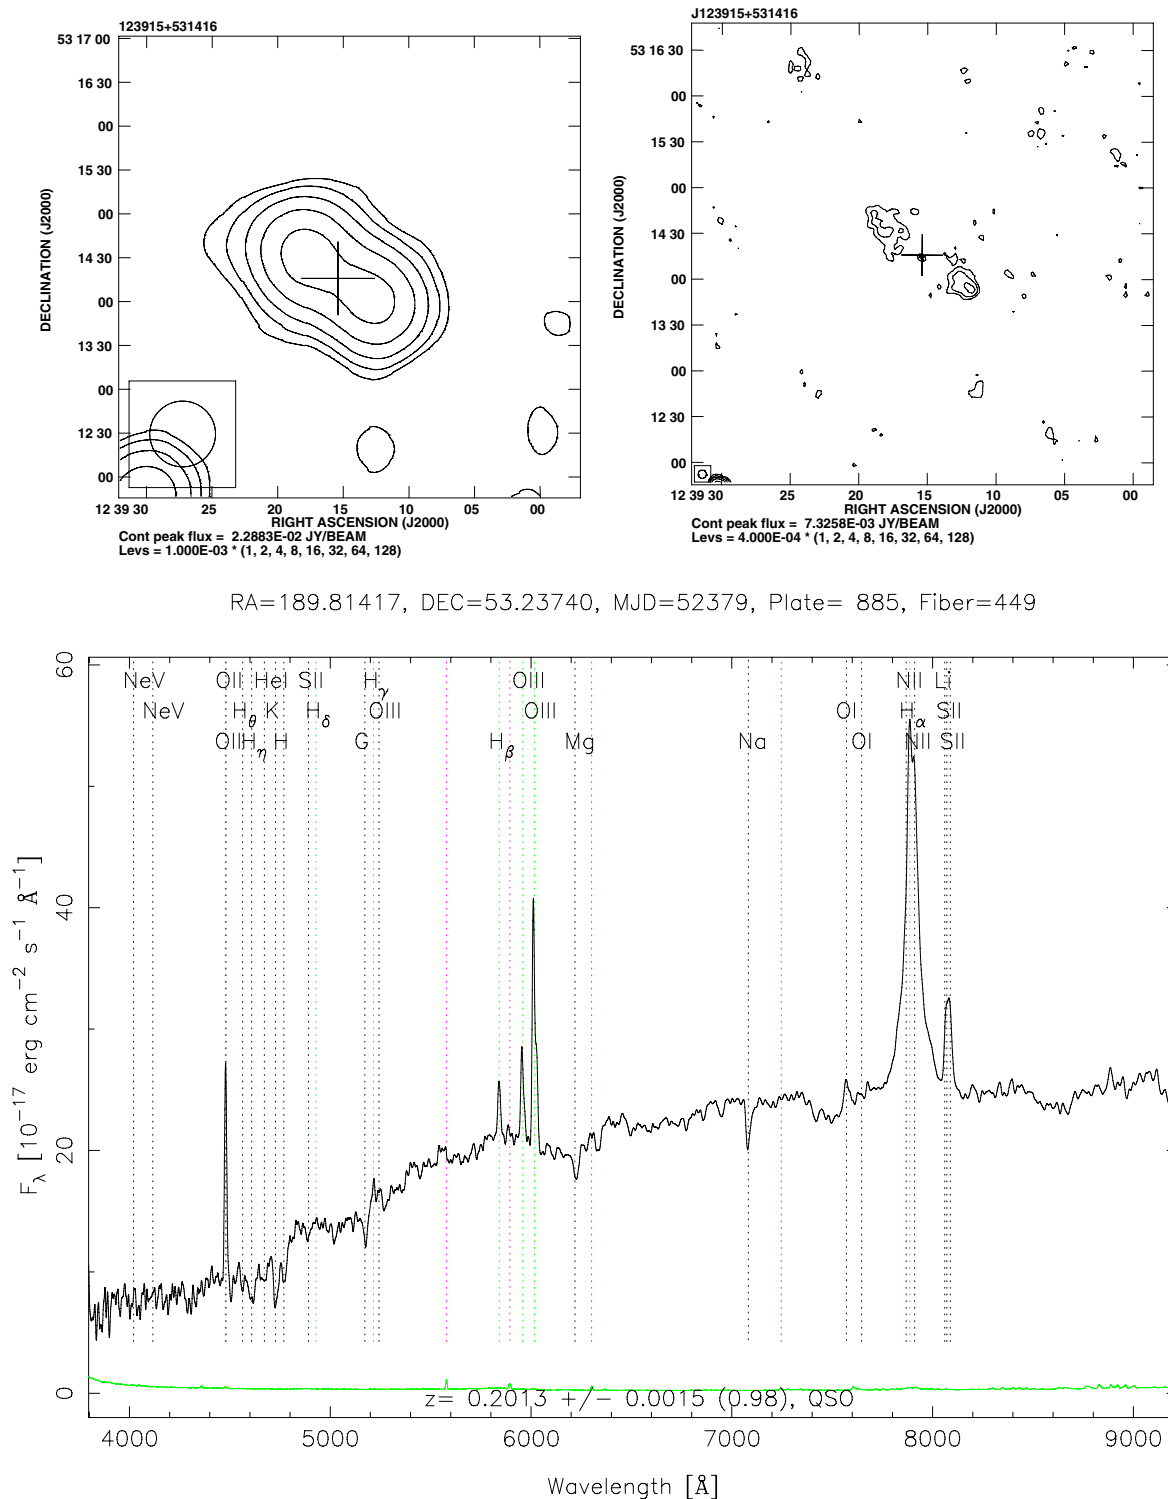 123915+531416
53 17 00
16 30
00
15 30
00
14 30
00
13 30
00
12 30
00
DECLINATION (J2000)
12 39 30
25
20
15
10
05
00
RIGHT ASCENSION (J2000)
Cont peak flux = 2.2883E-02 JY/BEAM
Levs = 1.000E-03 * (1, 2, 4, 8, 16, 32, 64, 128)
J123915+531416
53 16 30
00
15 30
00
14 30
00
13 30
00
12 30
00
DECLINATION (J2000)
12 39 30
25
20
15
10
05
00
RIGHT ASCENSION (J2000)
Cont peak flux = 7.3258E-03 JY/BEAM
Levs = 4.000E-04 * (1, 2, 4, 8, 16, 32, 64, 128)
RA=189.81417, DEC=53.23740, MJD=52379, Plate= 885, Fiber=449
60
40
20
0
F_λ [10⁻¹⁷ erg cm⁻² s⁻¹ Å⁻¹]
NeV OII HeI SII Hγ OIII NII Li
NeV Hθ K Hδ OIII OIII OI Hα SII
OII Hη H G Hβ Mg Na OI NII SII
z= 0.2013 +/- 0.0015 (0.98), QSO
4000 5000 6000 7000 8000 9000
Wavelength [Å]